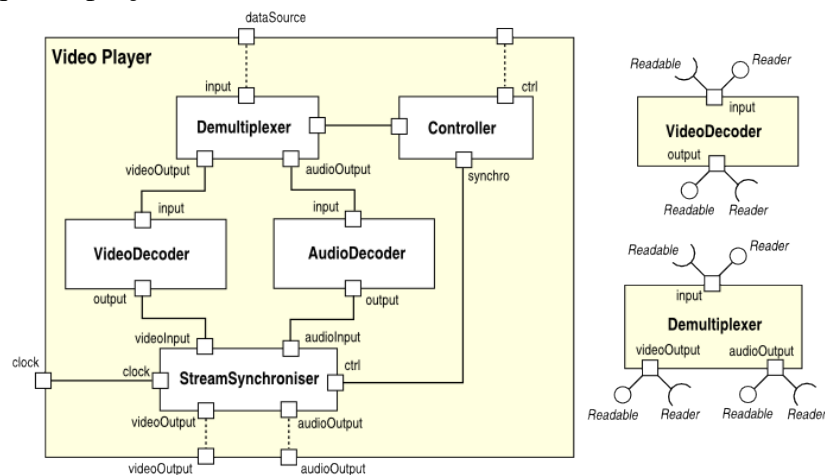 dataSource
Video Player
input
ctrl
Demultiplexer
Controller
videoOutput
audioOutput
synchro
input
input
VideoDecoder
AudioDecoder
output
output
videoInput
audioInput
clock
clock
StreamSynchroniser
ctrl
videoOutput
audioOutput
videoOutput
audioOutput
Readable
Reader
input
VideoDecoder
output
Readable
Reader
Readable
Reader
input
Demultiplexer
videoOutput
audioOutput
Readable
Reader
Readable
Reader